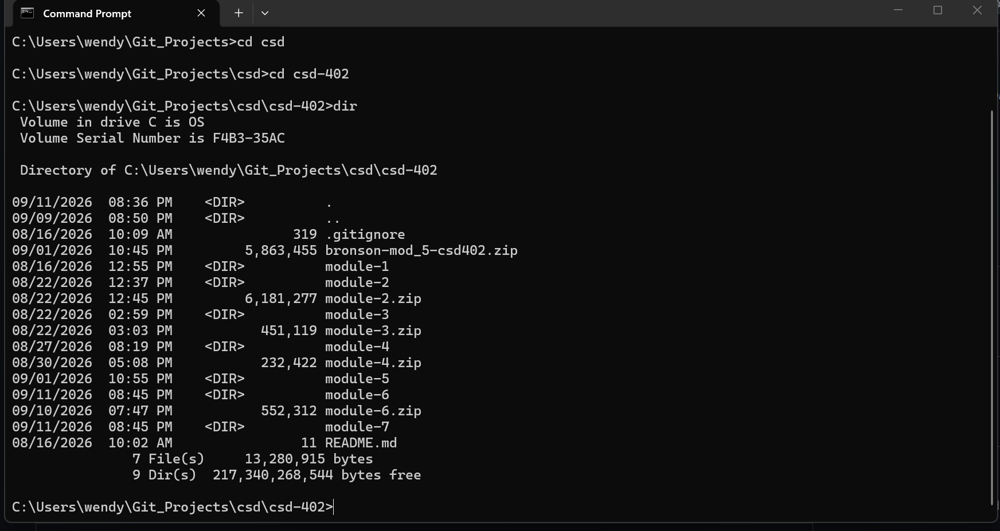 Command Prompt
C:\Users\wendy\Git_Projects>cd csd
C:\Users\wendy\Git_Projects\csd>cd csd-402
C:\Users\wendy\Git_Projects\csd\csd-402>dir
 Volume in drive C is OS
 Volume Serial Number is F4B3-35AC
 Directory of C:\Users\wendy\Git_Projects\csd\csd-402
09/11/2026  08:36 PM    <DIR>          .
09/09/2026  08:50 PM    <DIR>          ..
08/16/2026  10:09 AM               319 .gitignore
09/01/2026  10:45 PM         5,863,455 bronson-mod_5-csd402.zip
08/16/2026  12:55 PM    <DIR>          module-1
08/22/2026  12:37 PM    <DIR>          module-2
08/22/2026  12:45 PM         6,181,277 module-2.zip
08/22/2026  02:59 PM    <DIR>          module-3
08/22/2026  03:03 PM           451,119 module-3.zip
08/27/2026  08:19 PM    <DIR>          module-4
08/30/2026  05:08 PM           232,422 module-4.zip
09/01/2026  10:55 PM    <DIR>          module-5
09/11/2026  08:45 PM    <DIR>          module-6
09/10/2026  07:47 PM           552,312 module-6.zip
09/11/2026  08:45 PM    <DIR>          module-7
08/16/2026  10:02 AM                11 README.md
               7 File(s)     13,280,915 bytes
               9 Dir(s)  217,340,268,544 bytes free
C:\Users\wendy\Git_Projects\csd\csd-402>